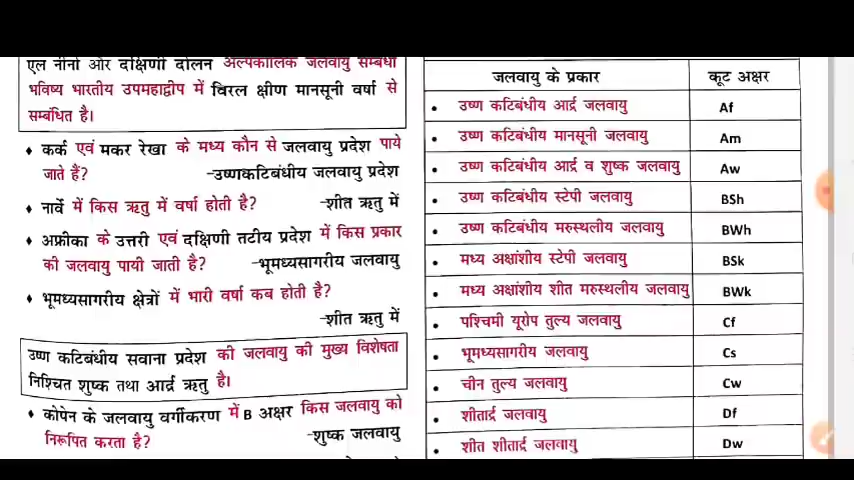 एल नीनो और दक्षिणी दोलन अल्पकालिक जलवायु सम्बंधी
भविष्य भारतीय उपमहाद्वीप में विरल क्षीण मानसूनी वर्षा से
सम्बंधित है।
♦ कर्क एवं मकर रेखा के मध्य कौन से जलवायु प्रदेश पाये
जाते हैं? -उष्णकटिबंधीय जलवायु प्रदेश
♦ नार्वे में किस ऋतु में वर्षा होती है? -शीत ऋतु में
♦ अफ्रीका के उत्तरी एवं दक्षिणी तटीय प्रदेश में किस प्रकार
की जलवायु पायी जाती है? -भूमध्यसागरीय जलवायु
♦ भूमध्यसागरीय क्षेत्रों में भारी वर्षा कब होती है?
-शीत ऋतु में
उष्ण कटिबंधीय सवाना प्रदेश की जलवायु की मुख्य विशेषता
निश्चित शुष्क तथा आर्द्र ऋतु है।
♦ कोपेन के जलवायु वर्गीकरण में B अक्षर किस जलवायु को
निरूपित करता है? -शुष्क जलवायु
जलवायु के प्रकार कूट अक्षर
• उष्ण कटिबंधीय आर्द्र जलवायु Af
• उष्ण कटिबंधीय मानसूनी जलवायु Am
• उष्ण कटिबंधीय आर्द्र व शुष्क जलवायु Aw
• उष्ण कटिबंधीय स्टेपी जलवायु BSh
• उष्ण कटिबंधीय मरुस्थलीय जलवायु BWh
• मध्य अक्षांशीय स्टेपी जलवायु BSk
• मध्य अक्षांशीय शीत मरुस्थलीय जलवायु BWk
• पश्चिमी यूरोप तुल्य जलवायु Cf
• भूमध्यसागरीय जलवायु Cs
• चीन तुल्य जलवायु Cw
• शीतार्द्र जलवायु Df
• शीत शीतार्द्र जलवायु Dw